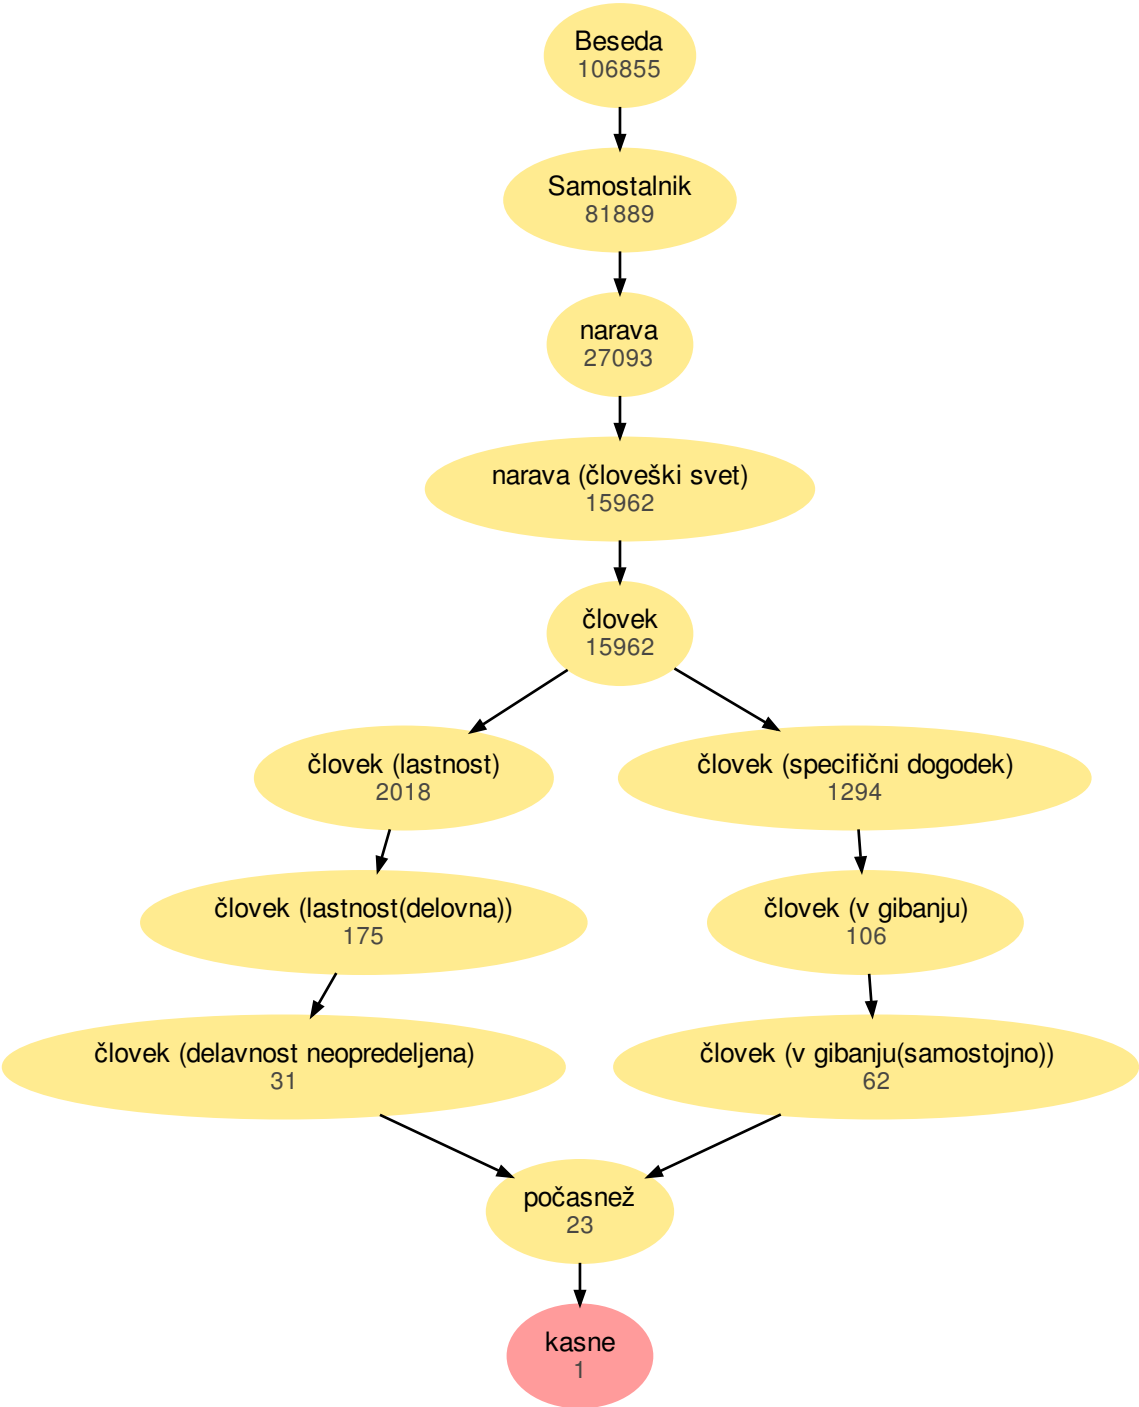 Beseda
106855
Samostalnik
81889
narava
27093
narava (človeški svet)
15962
človek
15962
človek (lastnost)
2018
človek (specifični dogodek)
1294
človek (lastnost(delovna))
175
človek (v gibanju)
106
človek (delavnost neopredeljena)
31
človek (v gibanju(samostojno))
62
počasnež
23
kasne
1